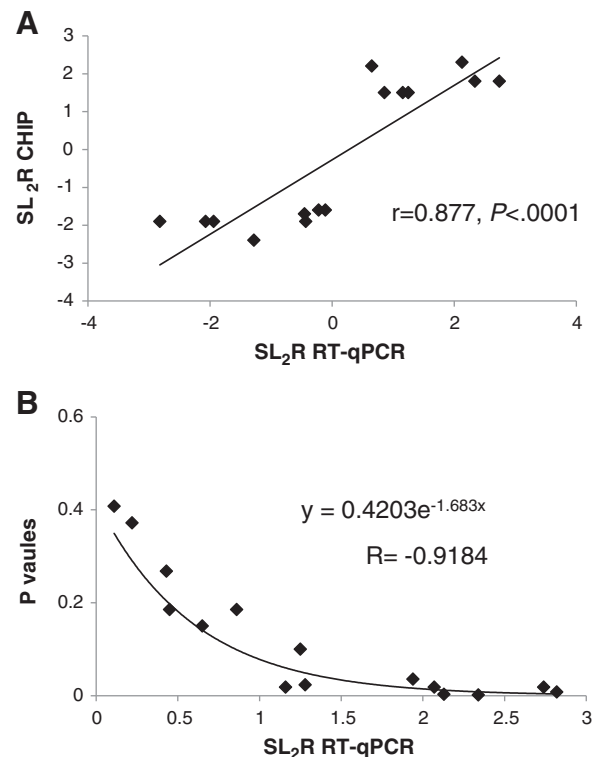 A
3
2
1
0
-1
-2
-3
-4
SL2R CHIP
r=0.877, P<.0001
-4 -2 0 2 4
SL2R RT-qPCR
B
0.6
0.4
0.2
0
P vaules
y = 0.4203e-1.683x
R= -0.9184
0 0.5 1 1.5 2 2.5 3
SL2R RT-qPCR